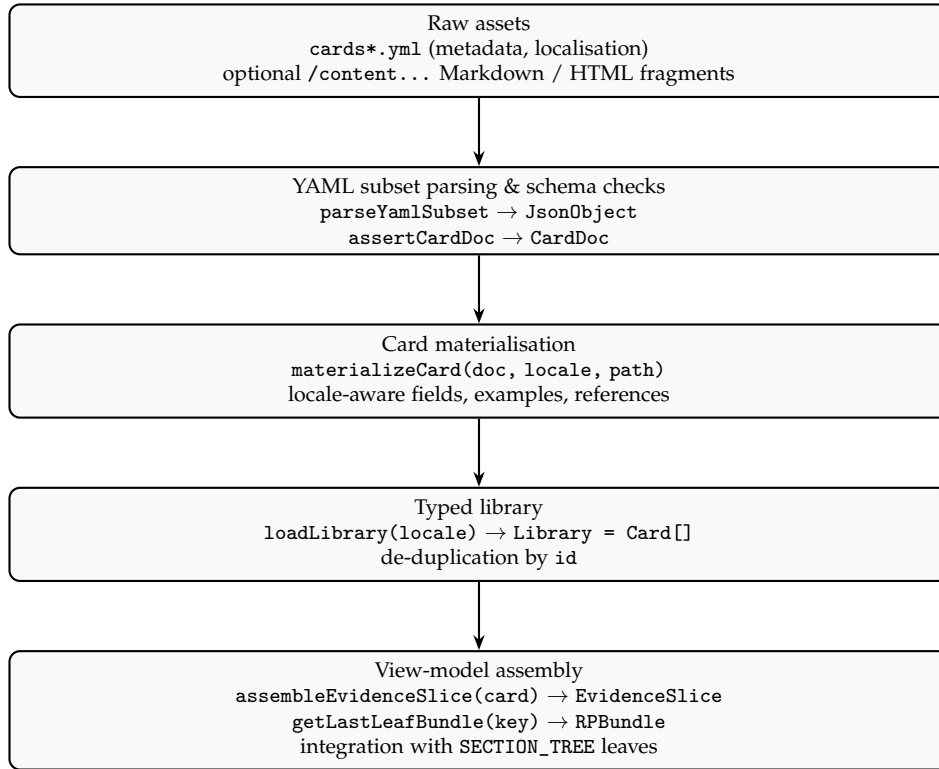 Raw assets
cards*.yml (metadata, localisation)
optional /content... Markdown / HTML fragments
YAML subset parsing & schema checks
parseYamlSubset → JsonObject
assertCardDoc → CardDoc
Card materialisation
materializeCard(doc, locale, path)
locale-aware fields, examples, references
Typed library
loadLibrary(locale) → Library = Card[]
de-duplication by id
View-model assembly
assembleEvidenceSlice(card) → EvidenceSlice
getLastLeafBundle(key) → RPBundle
integration with SECTION_TREE leaves